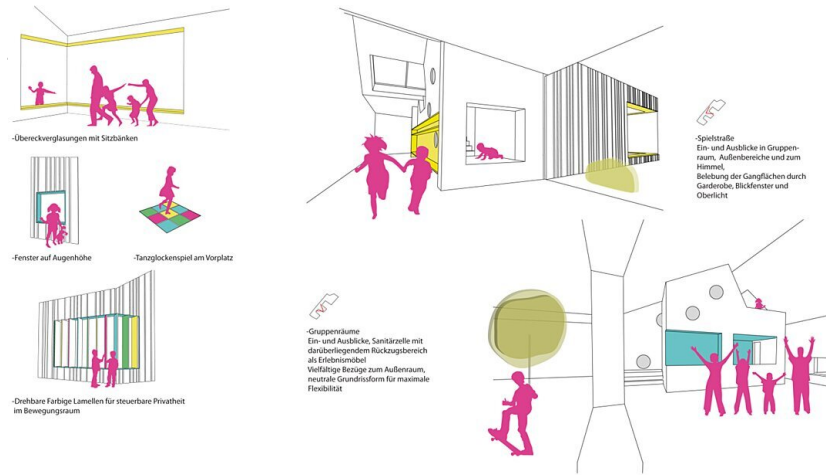 -Übereckverglasungen mit Sitzbänken
-Fenster auf Augenhöhe
-Tanzglockenspiel am Vorplatz
-Drehbare Farbige Lamellen für steuerbare Privatheit
im Bewegungsraum
-Spielstraße
Ein- und Ausblicke in Gruppen-
raum, Außenbereiche und zum
Himmel,
Belebung der Gangflächen durch
Garderobe, Blickfenster und
Oberlicht
-Gruppenräume
Ein- und Ausblicke, Sanitärzelle mit
darüberliegendem Rückzugsbereich
als Erlebnismöbel
Vielfältige Bezüge zum Außenraum,
neutrale Grundrissform für maximale
Flexibilität